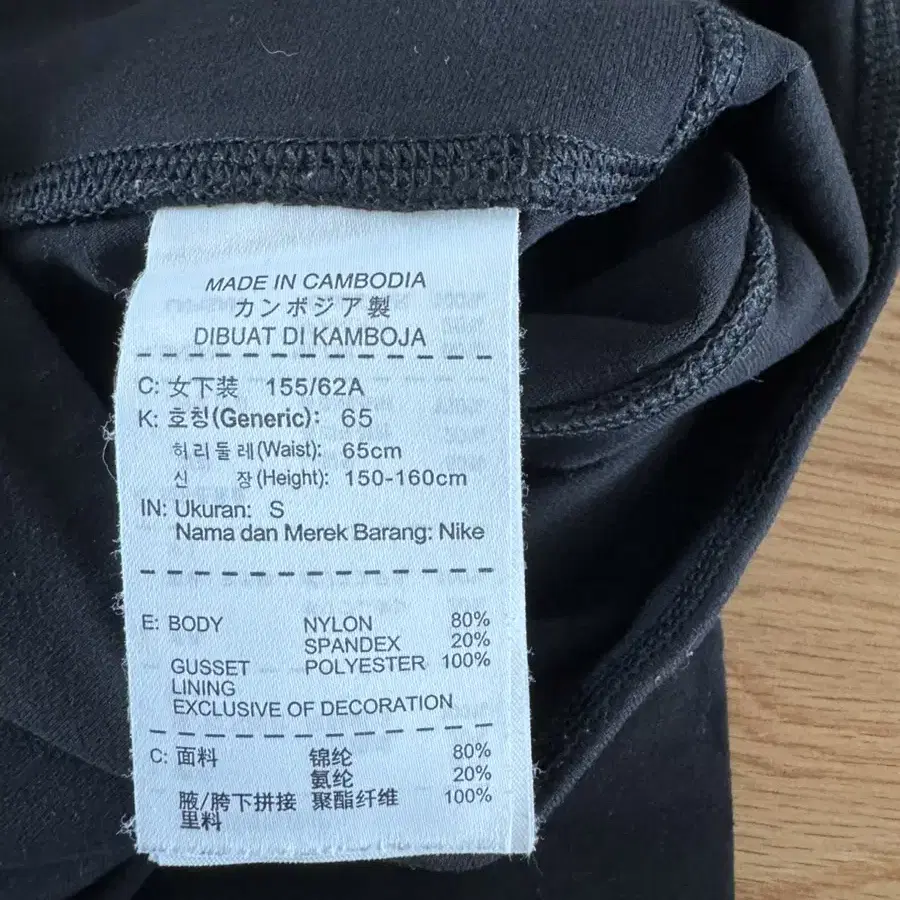 MADE IN CAMBODIA
カンボジア製
DIBUAT DI KAMBOJA
C: 女下装 155/62A
K: 호칭(Generic): 65
허리둘레(Waist): 65cm
신 장(Height): 150-160cm
IN: Ukuran: S
Nama dan Merek Barang: Nike
E: BODY NYLON 80%
SPANDEX 20%
GUSSET POLYESTER 100%
LINING
EXCLUSIVE OF DECORATION
C: 面料 锦纶 80%
氨纶 20%
腋/胯下拼接 聚酯纤维 100%
里料